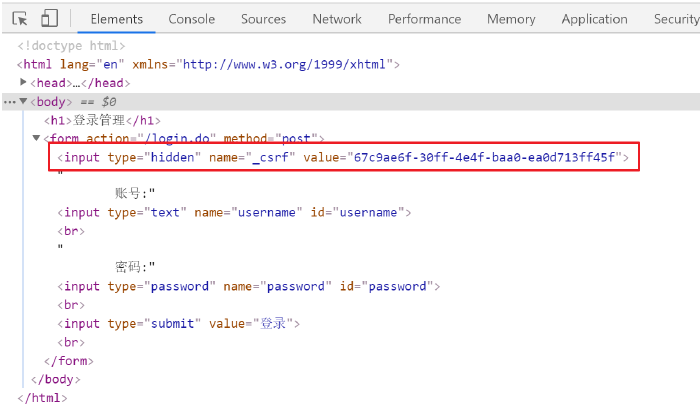 Elements Console Sources Network Performance Memory Application Security
<!doctype html>
<html lang="en" xmlns="http://www.w3.org/1999/xhtml">
<head>…</head>
<body> == $0
<h1>登录管理</h1>
<form action="/login.do" method="post">
<input type="hidden" name="_csrf" value="67c9ae6f-30ff-4e4f-baa0-ea0d713ff45f">
"
账号:"
<input type="text" name="username" id="username">
<br>
"
密码:"
<input type="password" name="password" id="password">
<br>
<input type="submit" value="登录">
<br>
</form>
</body>
</html>